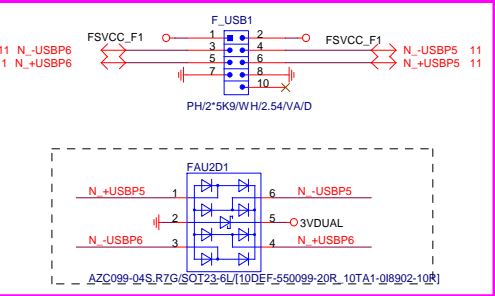 F_USB1
FSVCC_F1 1 2 FSVCC_F1
11 N_-USBP6 3 4 N_-USBP5 11
1 N_+USBP6 5 6 N_+USBP5 11
7 8
10
PH/2*5K9/WH/2.54/VA/D
FAU2D1
N_+USBP5 1 6 N_-USBP5
2 5 3VDUAL
N_-USBP6 3 4 N_+USBP6
AZC099-04S.R7G/SOT23-6L/[10DEF-550099-20R_10TA1-0I8902-10R]